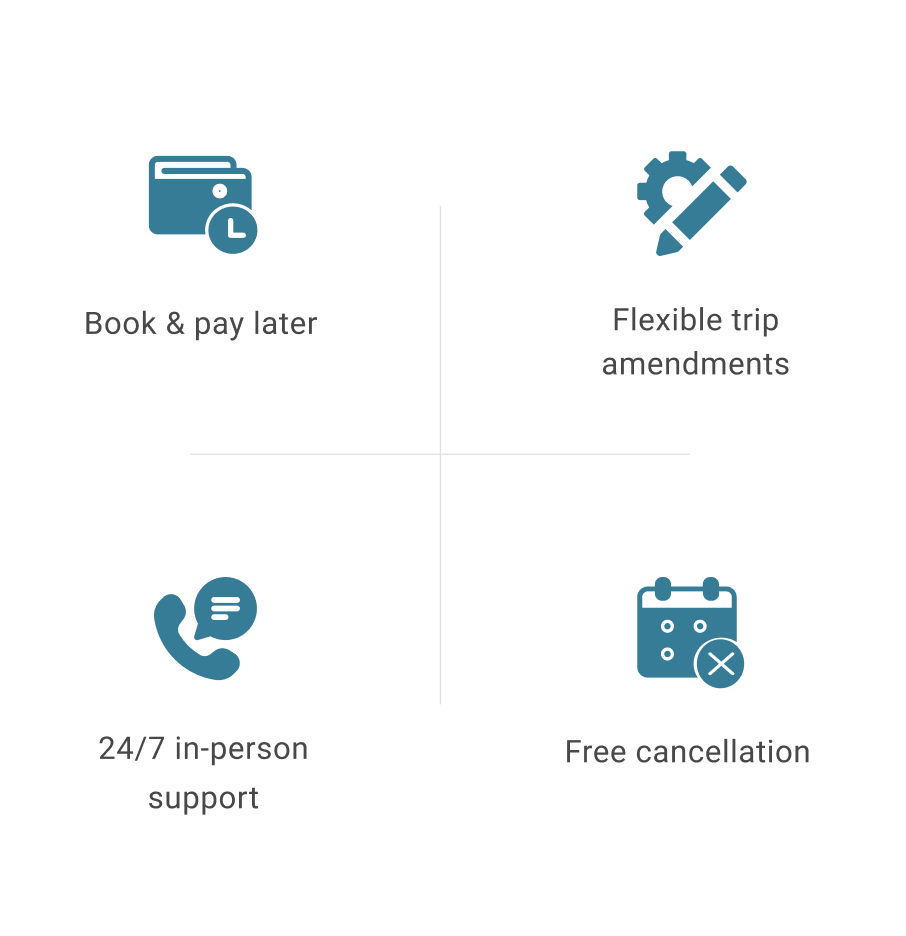 Book & pay later
Flexible trip
amendments
24/7 in-person
support
Free cancellation